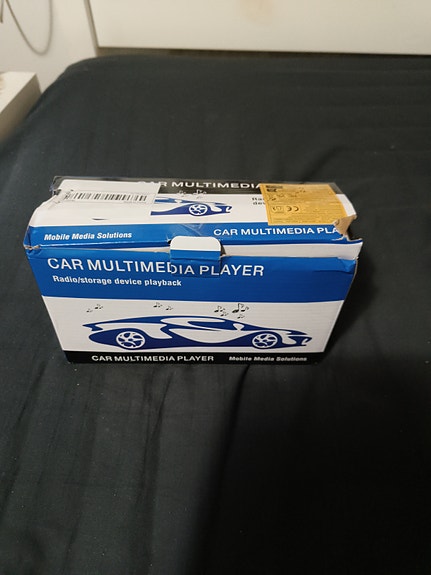 R MULTIMEDIA
Mobile Media Solutions
CAR MULTIMEDIA PLA
CAR MULTIMEDIA PLAYER
Radio/storage device playback
CAR MULTIMEDIA PLAYER
Mobile Media Solutions